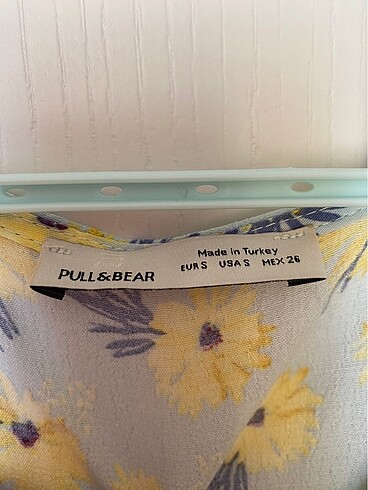 PULL&BEAR
Made in Turkey
EUR S USA S MEX 26